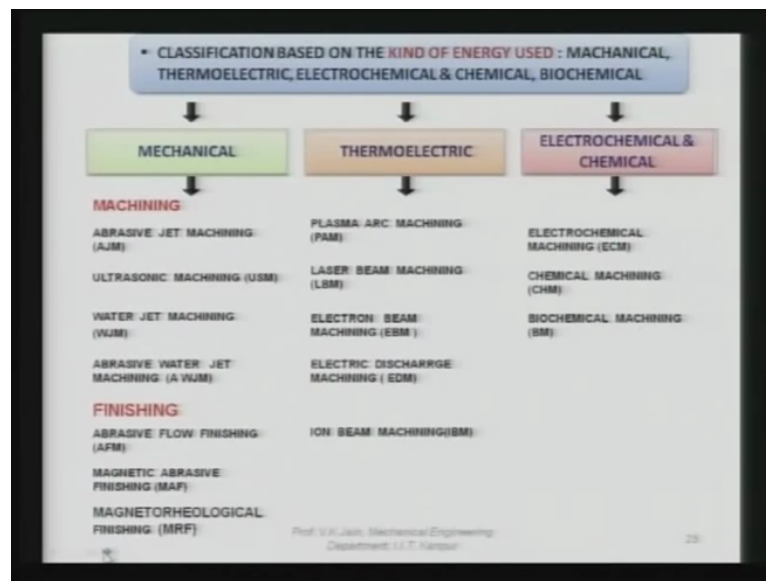 • CLASSIFICATION BASED ON THE KIND OF ENERGY USED : MACHANICAL,
THERMOELECTRIC, ELECTROCHEMICAL & CHEMICAL, BIOCHEMICAL
MECHANICAL
MACHINING
ABRASIVE JET MACHINING
(AJM)
ULTRASONIC MACHINING (USM)
WATER JET MACHINING
(WJM)
ABRASIVE WATER JET
MACHINING (A WJM)
FINISHING
ABRASIVE FLOW FINISHING
(AFM)
MAGNETIC ABRASIVE
FINISHING (MAF)
MAGNETORHEOLOGICAL
FINISHING (MRF)
THERMOELECTRIC
PLASMA ARC MACHINING
(PAM)
LASER BEAM MACHINING
(LBM)
ELECTRON BEAM
MACHINING (EBM )
ELECTRIC DISCHARRGE
MACHINING ( EDM)
ION BEAM MACHINING(IBM)
ELECTROCHEMICAL &
CHEMICAL
ELECTROCHEMICAL
MACHINING (ECM)
CHEMICAL MACHINING
(CHM)
BIOCHEMICAL MACHINING
(BM)
Prof. V.K.Jain, Mechanical Engineering
Department, I.I.T. Kanpur